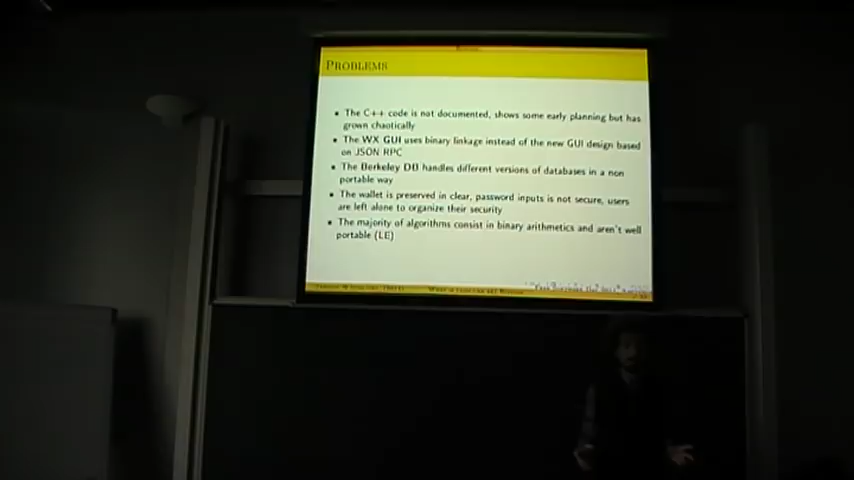 PROBLEMS
The C++ code is not documented, shows some early planning but has
grown chaotically
The WX GUI uses binary linkage instead of the new GUI design based
on JSON RPC
The Berkeley DB handles different versions of databases in a non
portable way
The wallet is preserved in clear, password inputs is not secure, users
are left alone to organize their security
The majority of algorithms consist in binary arithmetics and aren't well
portable (LE)